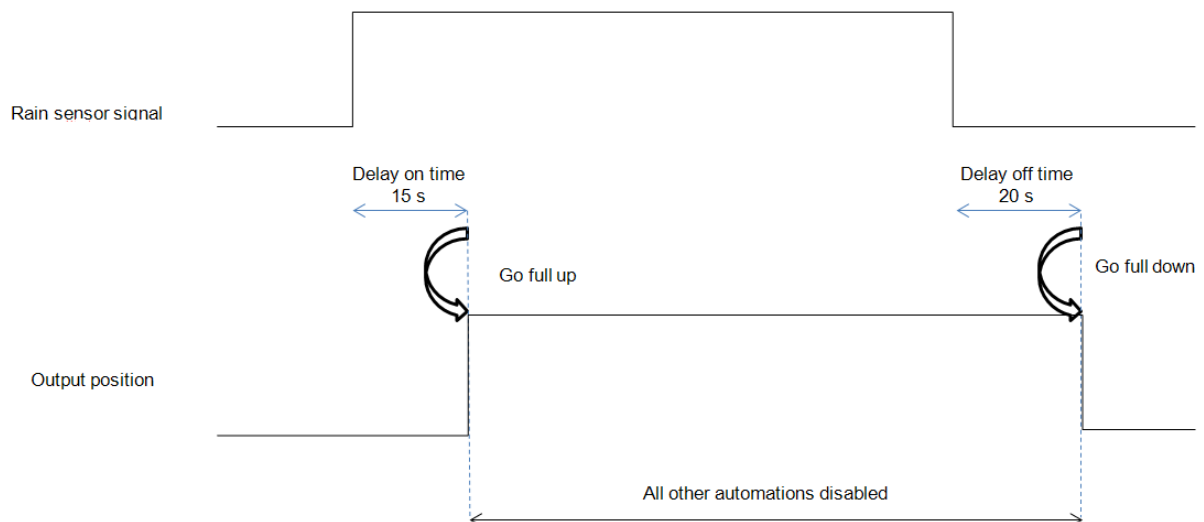 Rain sensor signal
Delay on time
15 s
Delay off time
20 s
Go full up
Go full down
Output position
All other automations disabled